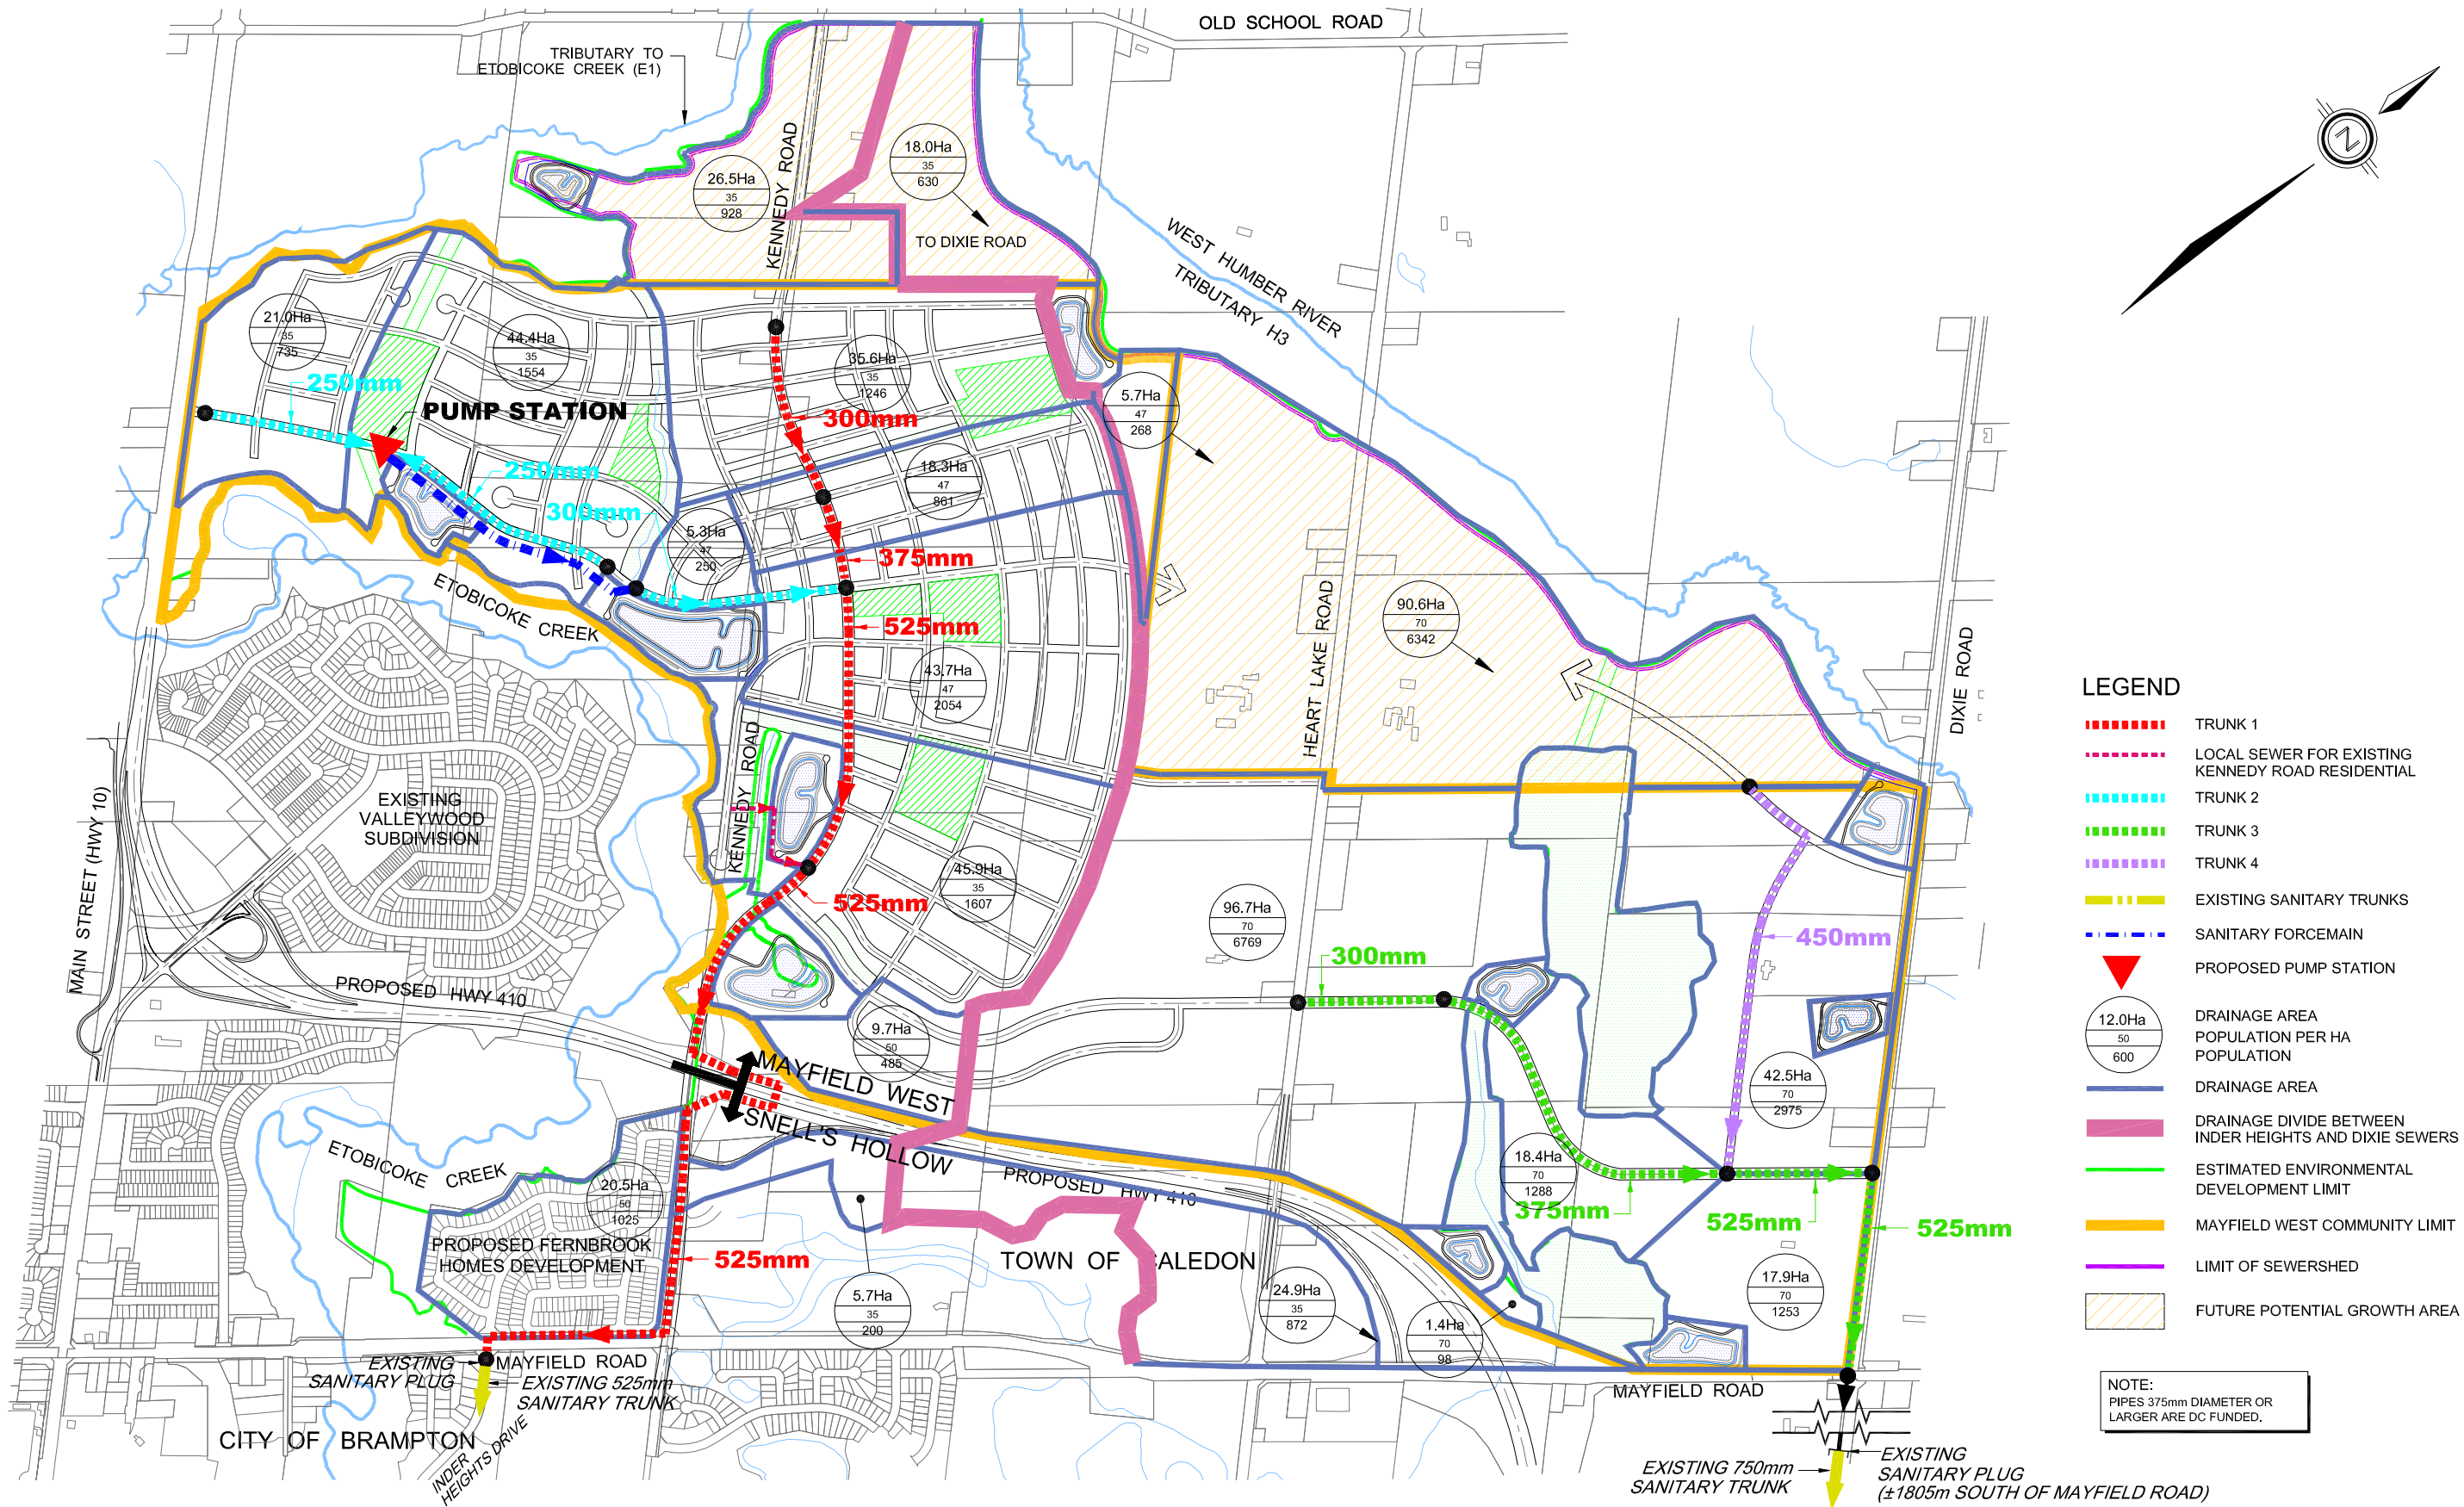 OLD SCHOOL ROAD
TRIBUTARY TO
ETOBICOKE CREEK (E1)
KENNEDY ROAD
26.5Ha
35
928
18.0Ha
35
630
TO DIXIE ROAD
WEST HUMBER RIVER
TRIBUTARY H3
21.0Ha
35
735
44.4Ha
35
1554
35.6Ha
35
1246
250mm
PUMP STATION
300mm
5.7Ha
47
268
250mm
18.3Ha
47
861
300mm
5.3Ha
47
250
375mm
ETOBICOKE CREEK
525mm
HEART LAKE ROAD
90.6Ha
70
6342
DIXIE ROAD
43.7Ha
47
2054
KENNEDY ROAD
MAIN STREET (HWY 10)
EXISTING
VALLEYWOOD
SUBDIVISION
45.9Ha
35
1607
525mm
96.7Ha
70
6769
300mm
450mm
PROPOSED HWY 410
9.7Ha
50
485
MAYFIELD WEST
SNELL'S HOLLOW
42.5Ha
70
2975
ETOBICOKE CREEK
PROPOSED HWY 410
18.4Ha
70
1288
375mm
525mm
525mm
20.5Ha
50
1025
PROPOSED FERNBROOK
HOMES DEVELOPMENT
525mm
TOWN OF CALEDON
5.7Ha
35
200
24.9Ha
35
872
1.4Ha
70
98
17.9Ha
70
1253
EXISTING
SANITARY PLUG
MAYFIELD ROAD
EXISTING 525mm
SANITARY TRUNK
MAYFIELD ROAD
CITY OF BRAMPTON
INDER
HEIGHTS DRIVE
EXISTING 750mm
SANITARY TRUNK
EXISTING
SANITARY PLUG
(±1805m SOUTH OF MAYFIELD ROAD)
LEGEND
TRUNK 1
LOCAL SEWER FOR EXISTING
KENNEDY ROAD RESIDENTIAL
TRUNK 2
TRUNK 3
TRUNK 4
EXISTING SANITARY TRUNKS
SANITARY FORCEMAIN
PROPOSED PUMP STATION
12.0Ha
50
600
DRAINAGE AREA
POPULATION PER HA
POPULATION
DRAINAGE AREA
DRAINAGE DIVIDE BETWEEN
INDER HEIGHTS AND DIXIE SEWERS
ESTIMATED ENVIRONMENTAL
DEVELOPMENT LIMIT
MAYFIELD WEST COMMUNITY LIMIT
LIMIT OF SEWERSHED
FUTURE POTENTIAL GROWTH AREA
NOTE:
PIPES 375mm DIAMETER OR
LARGER ARE DC FUNDED.